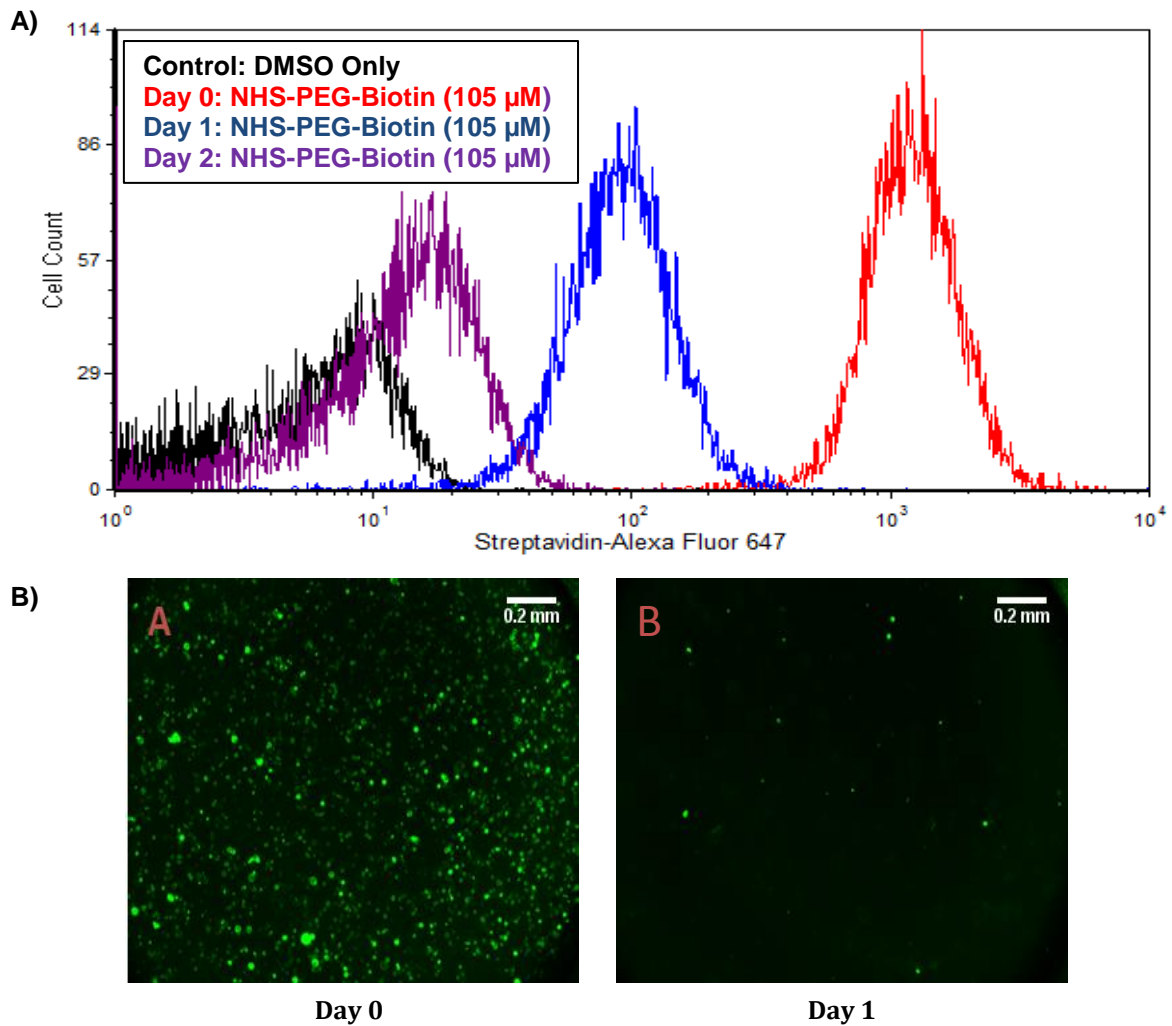 A)
114
86
57
29
0
Cell Count
Control: DMSO Only
Day 0: NHS-PEG-Biotin (105 µM)
Day 1: NHS-PEG-Biotin (105 µM)
Day 2: NHS-PEG-Biotin (105 µM)
10⁰ 10¹ 10² 10³ 10⁴
Streptavidin-Alexa Fluor 647
B)
A 0.2 mm
B 0.2 mm
Day 0 Day 1